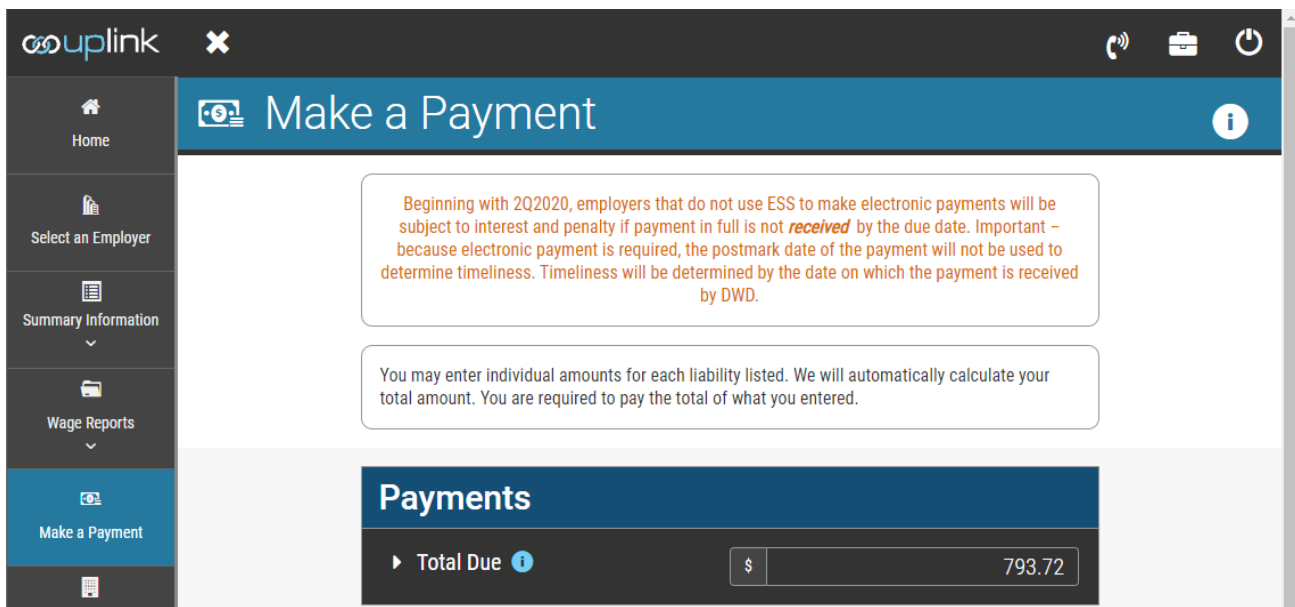 uplink
Make a Payment
Home
Select an Employer
Summary Information
Wage Reports
Make a Payment
Beginning with 2Q2020, employers that do not use ESS to make electronic payments will be
subject to interest and penalty if payment in full is not received by the due date. Important –
because electronic payment is required, the postmark date of the payment will not be used to
determine timeliness. Timeliness will be determined by the date on which the payment is received
by DWD.
You may enter individual amounts for each liability listed. We will automatically calculate your
total amount. You are required to pay the total of what you entered.
Payments
Total Due $ 793.72